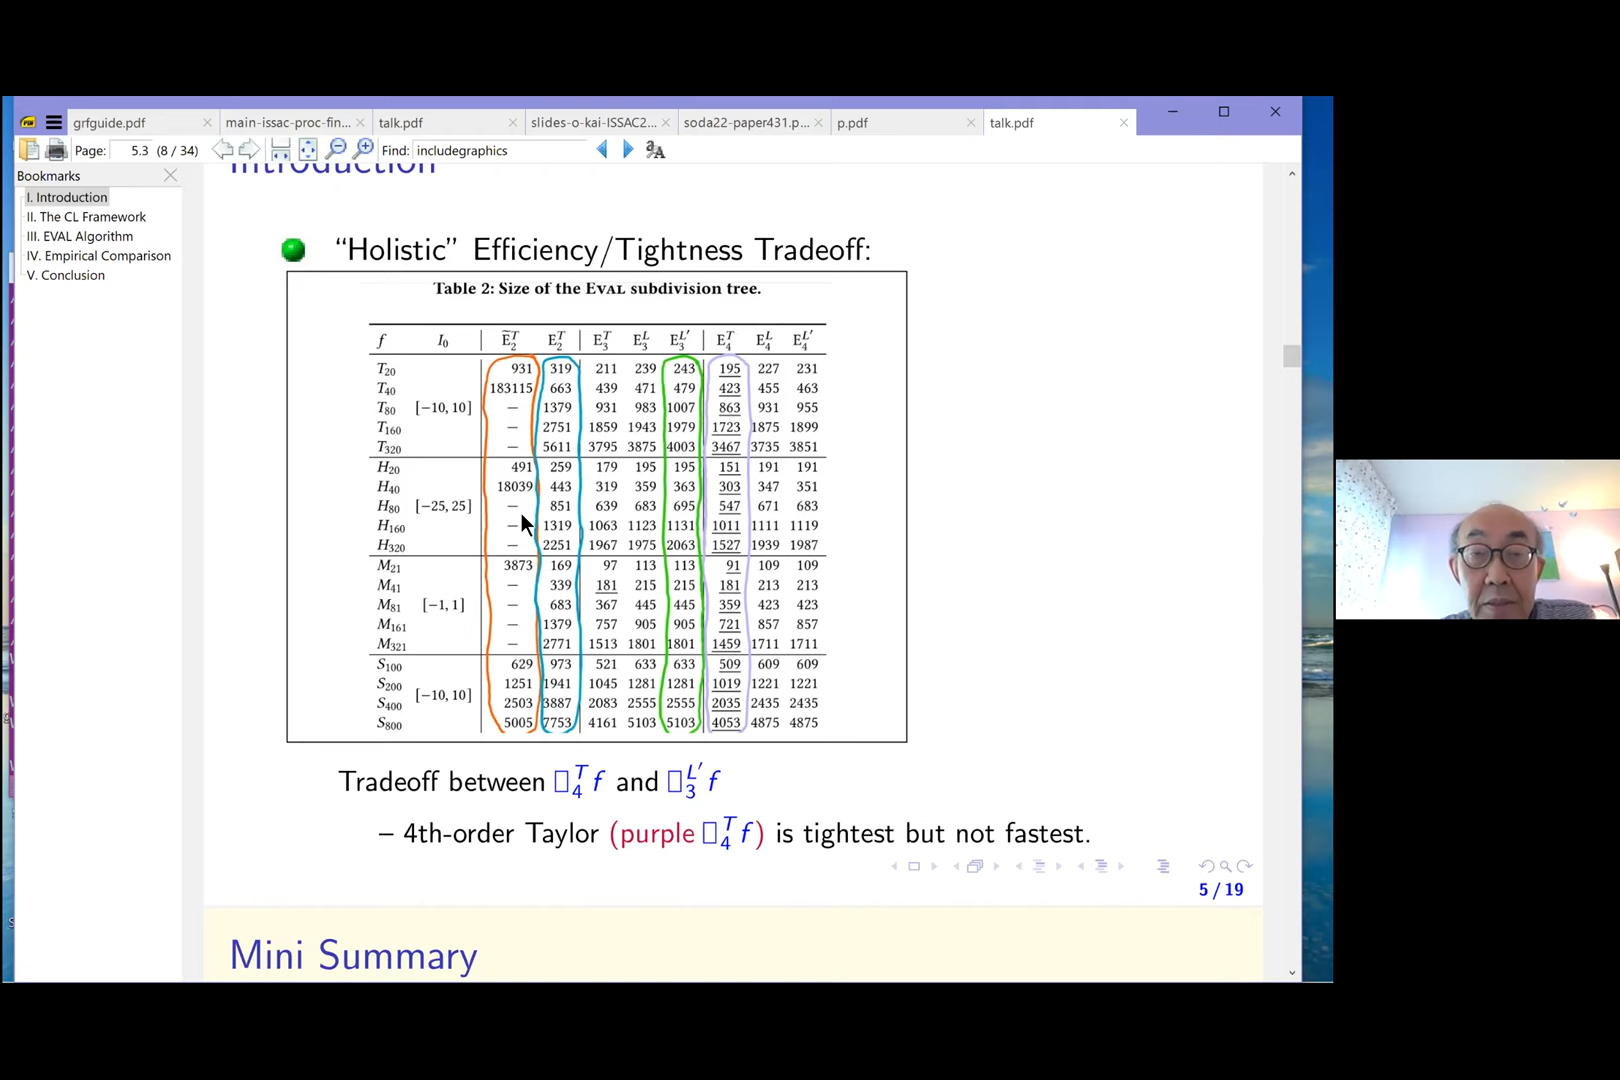 grfguide.pdf
main-issac-proc-fin...
talk.pdf
slides-o-kai-ISSAC2...
soda22-paper431.p...
p.pdf
talk.pdf
Page: 5.3 (8 / 34)
Find: includegraphics
Bookmarks
I. Introduction
II. The CL Framework
III. EVAL Algorithm
IV. Empirical Comparison
V. Conclusion
Introduction
“Holistic” Efficiency/Tightness Tradeoff:
Table 2: Size of the EVAL subdivision tree.
f I₀ Ẽ₂ᵀ E₂ᵀ E₃ᵀ E₃ᴸ E₃ᴸ′ E₄ᵀ E₄ᴸ E₄ᴸ′
T₂₀ 931 319 211 239 243 195 227 231
T₄₀ 183115 663 439 471 479 423 455 463
T₈₀ [−10, 10] – 1379 931 983 1007 863 931 955
T₁₆₀ – 2751 1859 1943 1979 1723 1875 1899
T₃₂₀ – 5611 3795 3875 4003 3467 3735 3851
H₂₀ 491 259 179 195 195 151 191 191
H₄₀ 18039 443 319 359 363 303 347 351
H₈₀ [−25, 25] – 851 639 683 695 547 671 683
H₁₆₀ – 1319 1063 1123 1131 1011 1111 1119
H₃₂₀ – 2251 1967 1975 2063 1527 1939 1987
M₂₁ 3873 169 97 113 113 91 109 109
M₄₁ – 339 181 215 215 181 213 213
M₈₁ [−1, 1] – 683 367 445 445 359 423 423
M₁₆₁ – 1379 757 905 905 721 857 857
M₃₂₁ – 2771 1513 1801 1801 1459 1711 1711
S₁₀₀ 629 973 521 633 633 509 609 609
S₂₀₀ 1251 1941 1045 1281 1281 1019 1221 1221
[−10, 10]
S₄₀₀ 2503 3887 2083 2555 2555 2035 2435 2435
S₈₀₀ 5005 7753 4161 5103 5103 4053 4875 4875
Tradeoff between □₄ᵀf and □₃ᴸ′f
– 4th-order Taylor (purple □₄ᵀf) is tightest but not fastest.
5 / 19
Mini Summary